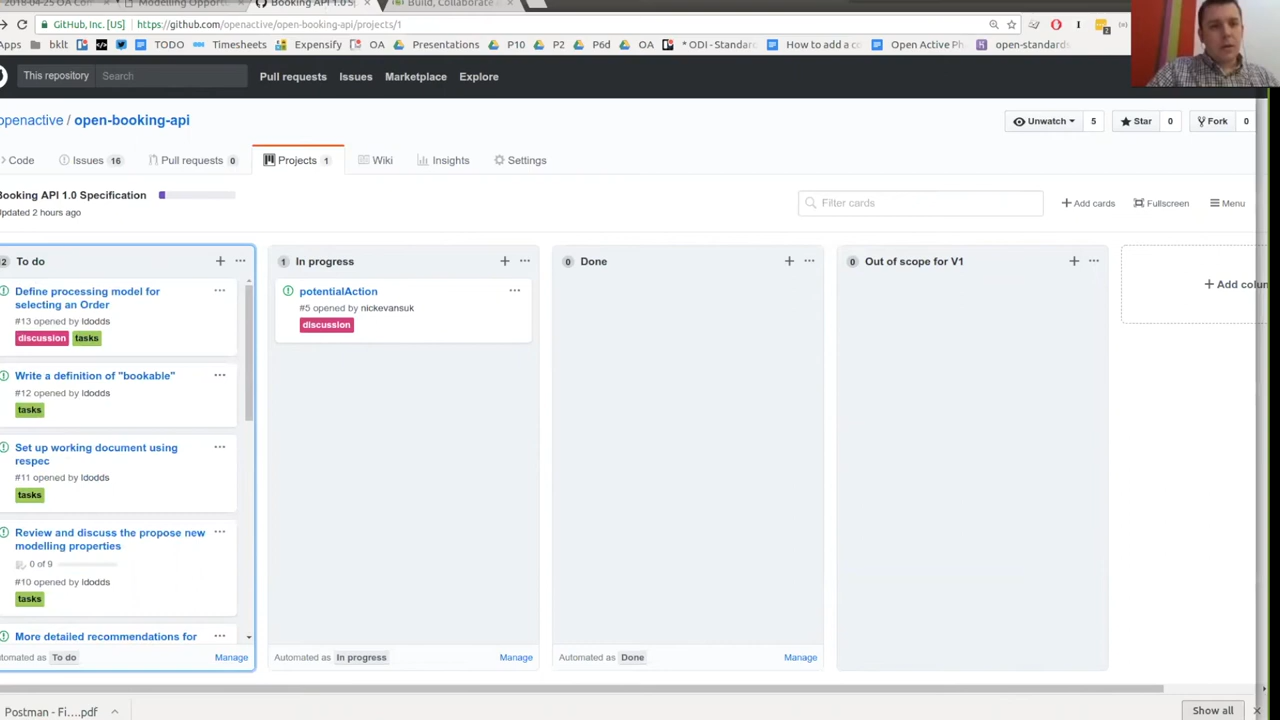 2018-04-25 OA Con
Modelling Opportu
Booking API 1.0 S
Build, Collaborate
GitHub, Inc. [US]
https://github.com/openactive/open-booking-api/projects/1
Apps
bklt
TODO
Timesheets
Expensify
OA
Presentations
P10
P2
P6d
OA
* ODI - Standar
How to add a co
Open Active Ph
open-standards
This repository
Search
Pull requests
Issues
Marketplace
Explore
openactive / open-booking-api
Unwatch
5
Star
0
Fork
0
Code
Issues 16
Pull requests 0
Projects 1
Wiki
Insights
Settings
Booking API 1.0 Specification
Updated 2 hours ago
Filter cards
Add cards
Fullscreen
Menu
2 To do
Define processing model for
selecting an Order
#13 opened by ldodds
discussion tasks
Write a definition of "bookable"
#12 opened by ldodds
tasks
Set up working document using
respec
#11 opened by ldodds
tasks
Review and discuss the propose new
modelling properties
0 of 9
#10 opened by ldodds
tasks
More detailed recommendations for
Automated as To do
Manage
1 In progress
potentialAction
#5 opened by nickevansuk
discussion
Automated as In progress
Manage
0 Done
Automated as Done
Manage
0 Out of scope for V1
Add colum
Postman - Fi....pdf
Show all